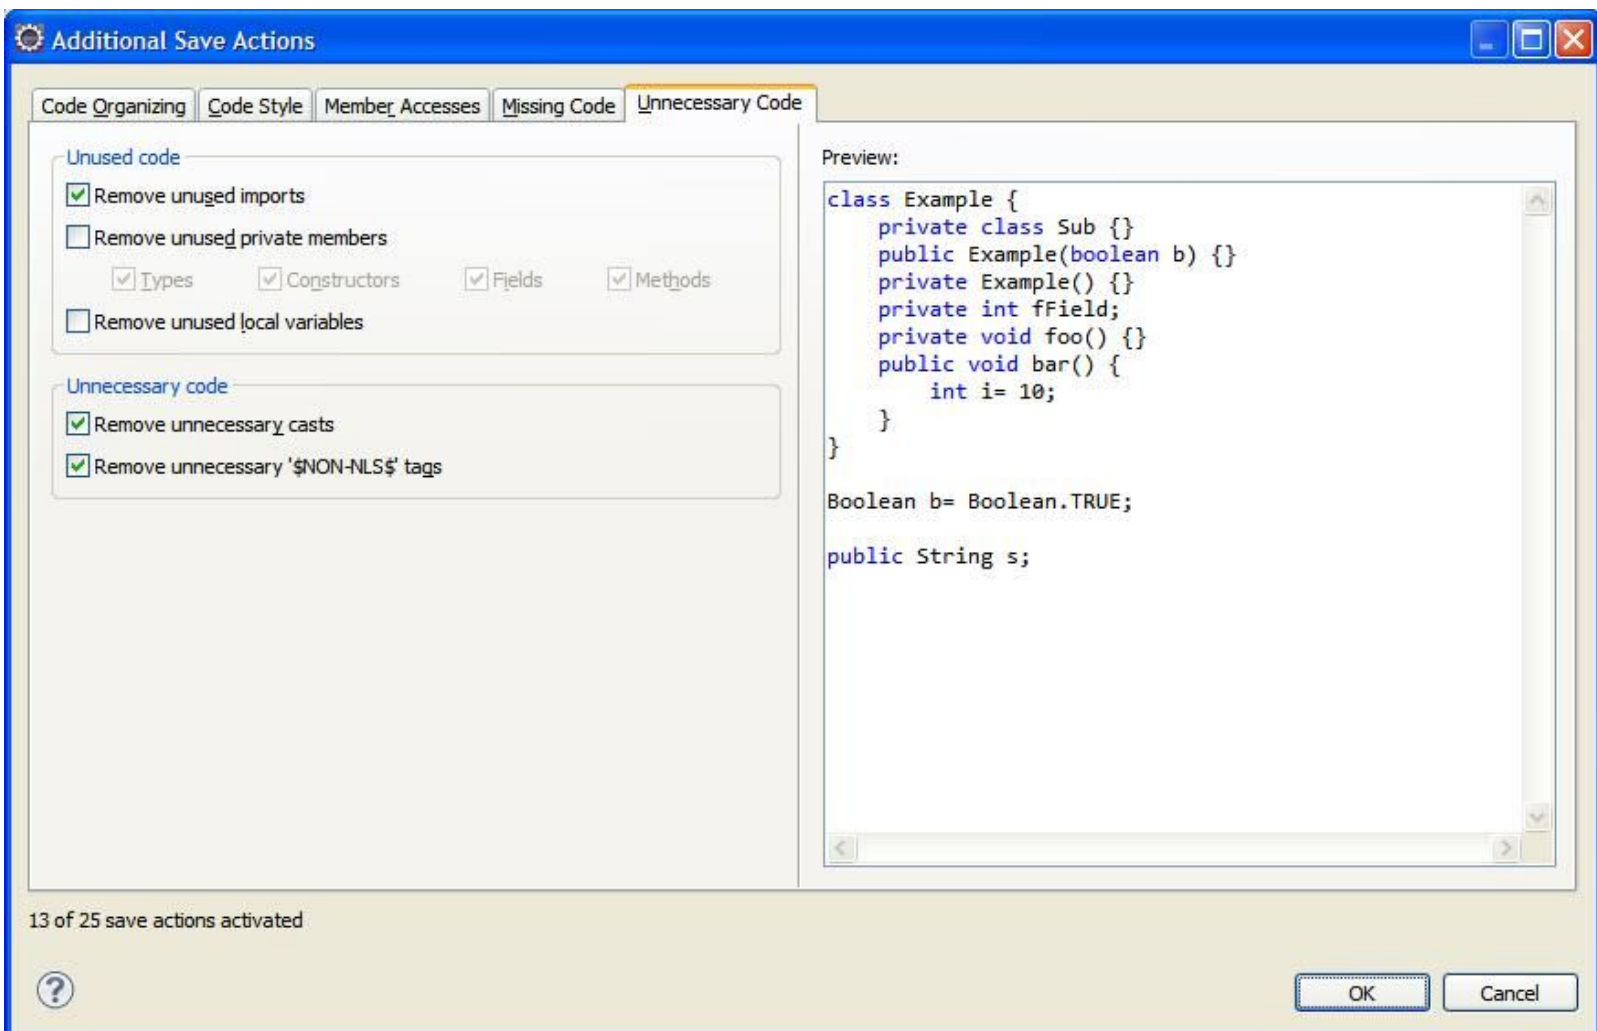 Additional Save Actions
Code Organizing Code Style Member Accesses Missing Code Unnecessary Code
Unused code
Remove unused imports
Remove unused private members
Types Constructors Fields Methods
Remove unused local variables
Unnecessary code
Remove unnecessary casts
Remove unnecessary '$NON-NLS$' tags
Preview:
class Example {
    private class Sub {}
    public Example(boolean b) {}
    private Example() {}
    private int fField;
    private void foo() {}
    public void bar() {
        int i= 10;
    }
}
Boolean b= Boolean.TRUE;
public String s;
13 of 25 save actions activated
?
OK Cancel